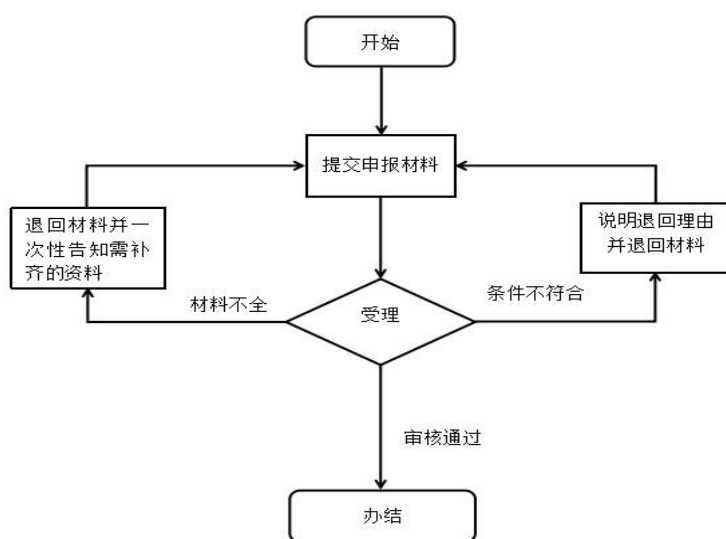 开始
提交申报材料
退回材料并一
次性告知需补
齐的资料
说明退回理由
并退回材料
材料不全
受理
条件不符合
审核通过
办结